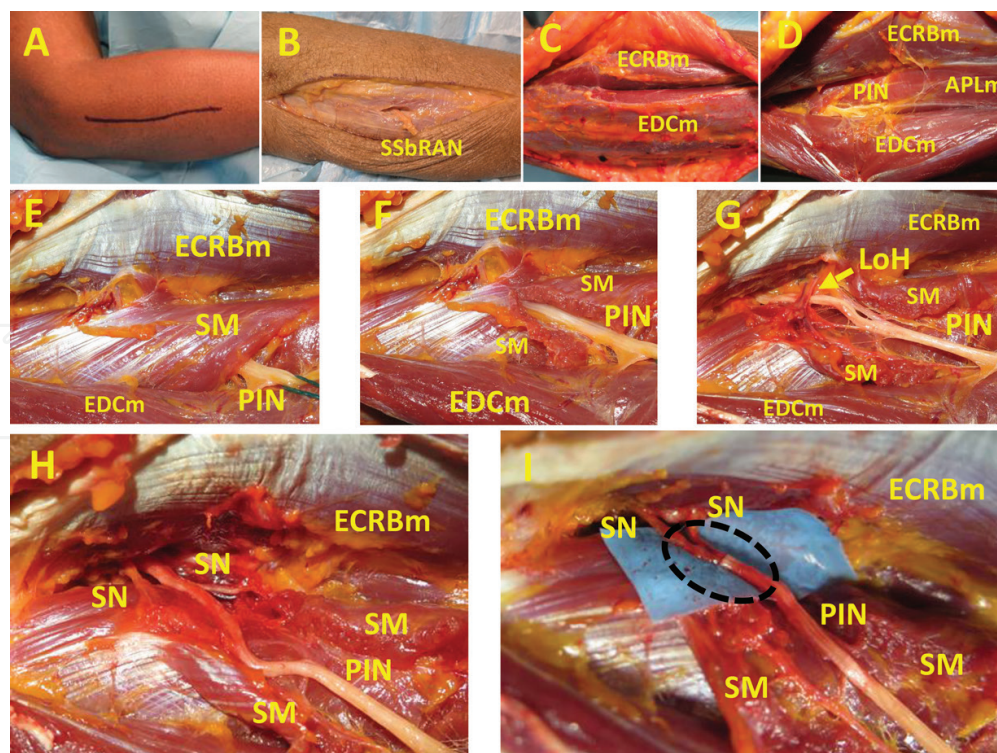 A
B
SSbRAN
C
ECRBm
EDCm
D
ECRBm
PIN
APLm
EDCm
E
ECRBm
SM
PIN
EDCm
F
ECRBm
SM
PIN
SM
EDCm
G
ECRBm
LoH
SM
PIN
SM
EDCm
H
ECRBm
SN
SN
SM
PIN
SM
I
SN
SN
ECRBm
PIN
SM
SM